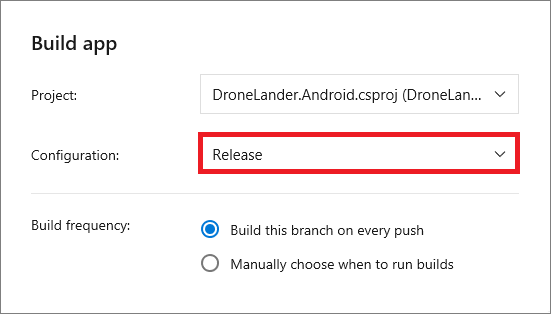 Build app
Project: DroneLander.Android.csproj (DroneLan...
Configuration: Release
Build frequency: Build this branch on every push
Manually choose when to run builds